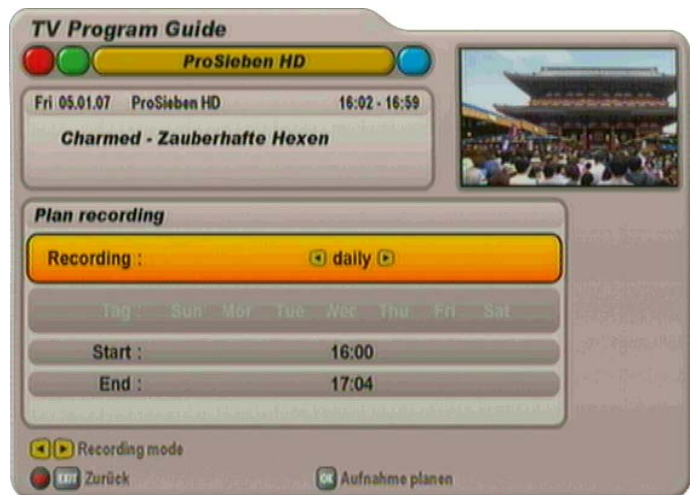 TV Program Guide
ProSieben HD
Fri 05.01.07 ProSieben HD 16:02 - 16:59
Charmed - Zauberhafte Hexen
Plan recording
Recording : daily
Tag : Sun Mor Tue Wer Thu Fri Sat
Start : 16:00
End : 17:04
Recording mode
EXIT Zurück OK Aufnahme planen